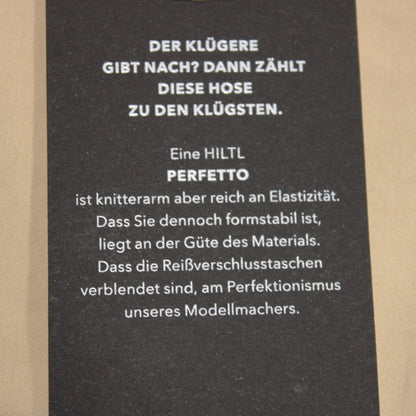 DER KLÜGERE
GIBT NACH? DANN ZÄHLT
DIESE HOSE
ZU DEN KLÜGSTEN.
Eine HILTL
PERFETTO
ist knitterarm aber reich an Elastizität.
Dass Sie dennoch formstabil ist,
liegt an der Güte des Materials.
Dass die Reißverschlusstaschen
verblendet sind, am Perfektionismus
unseres Modellmachers.